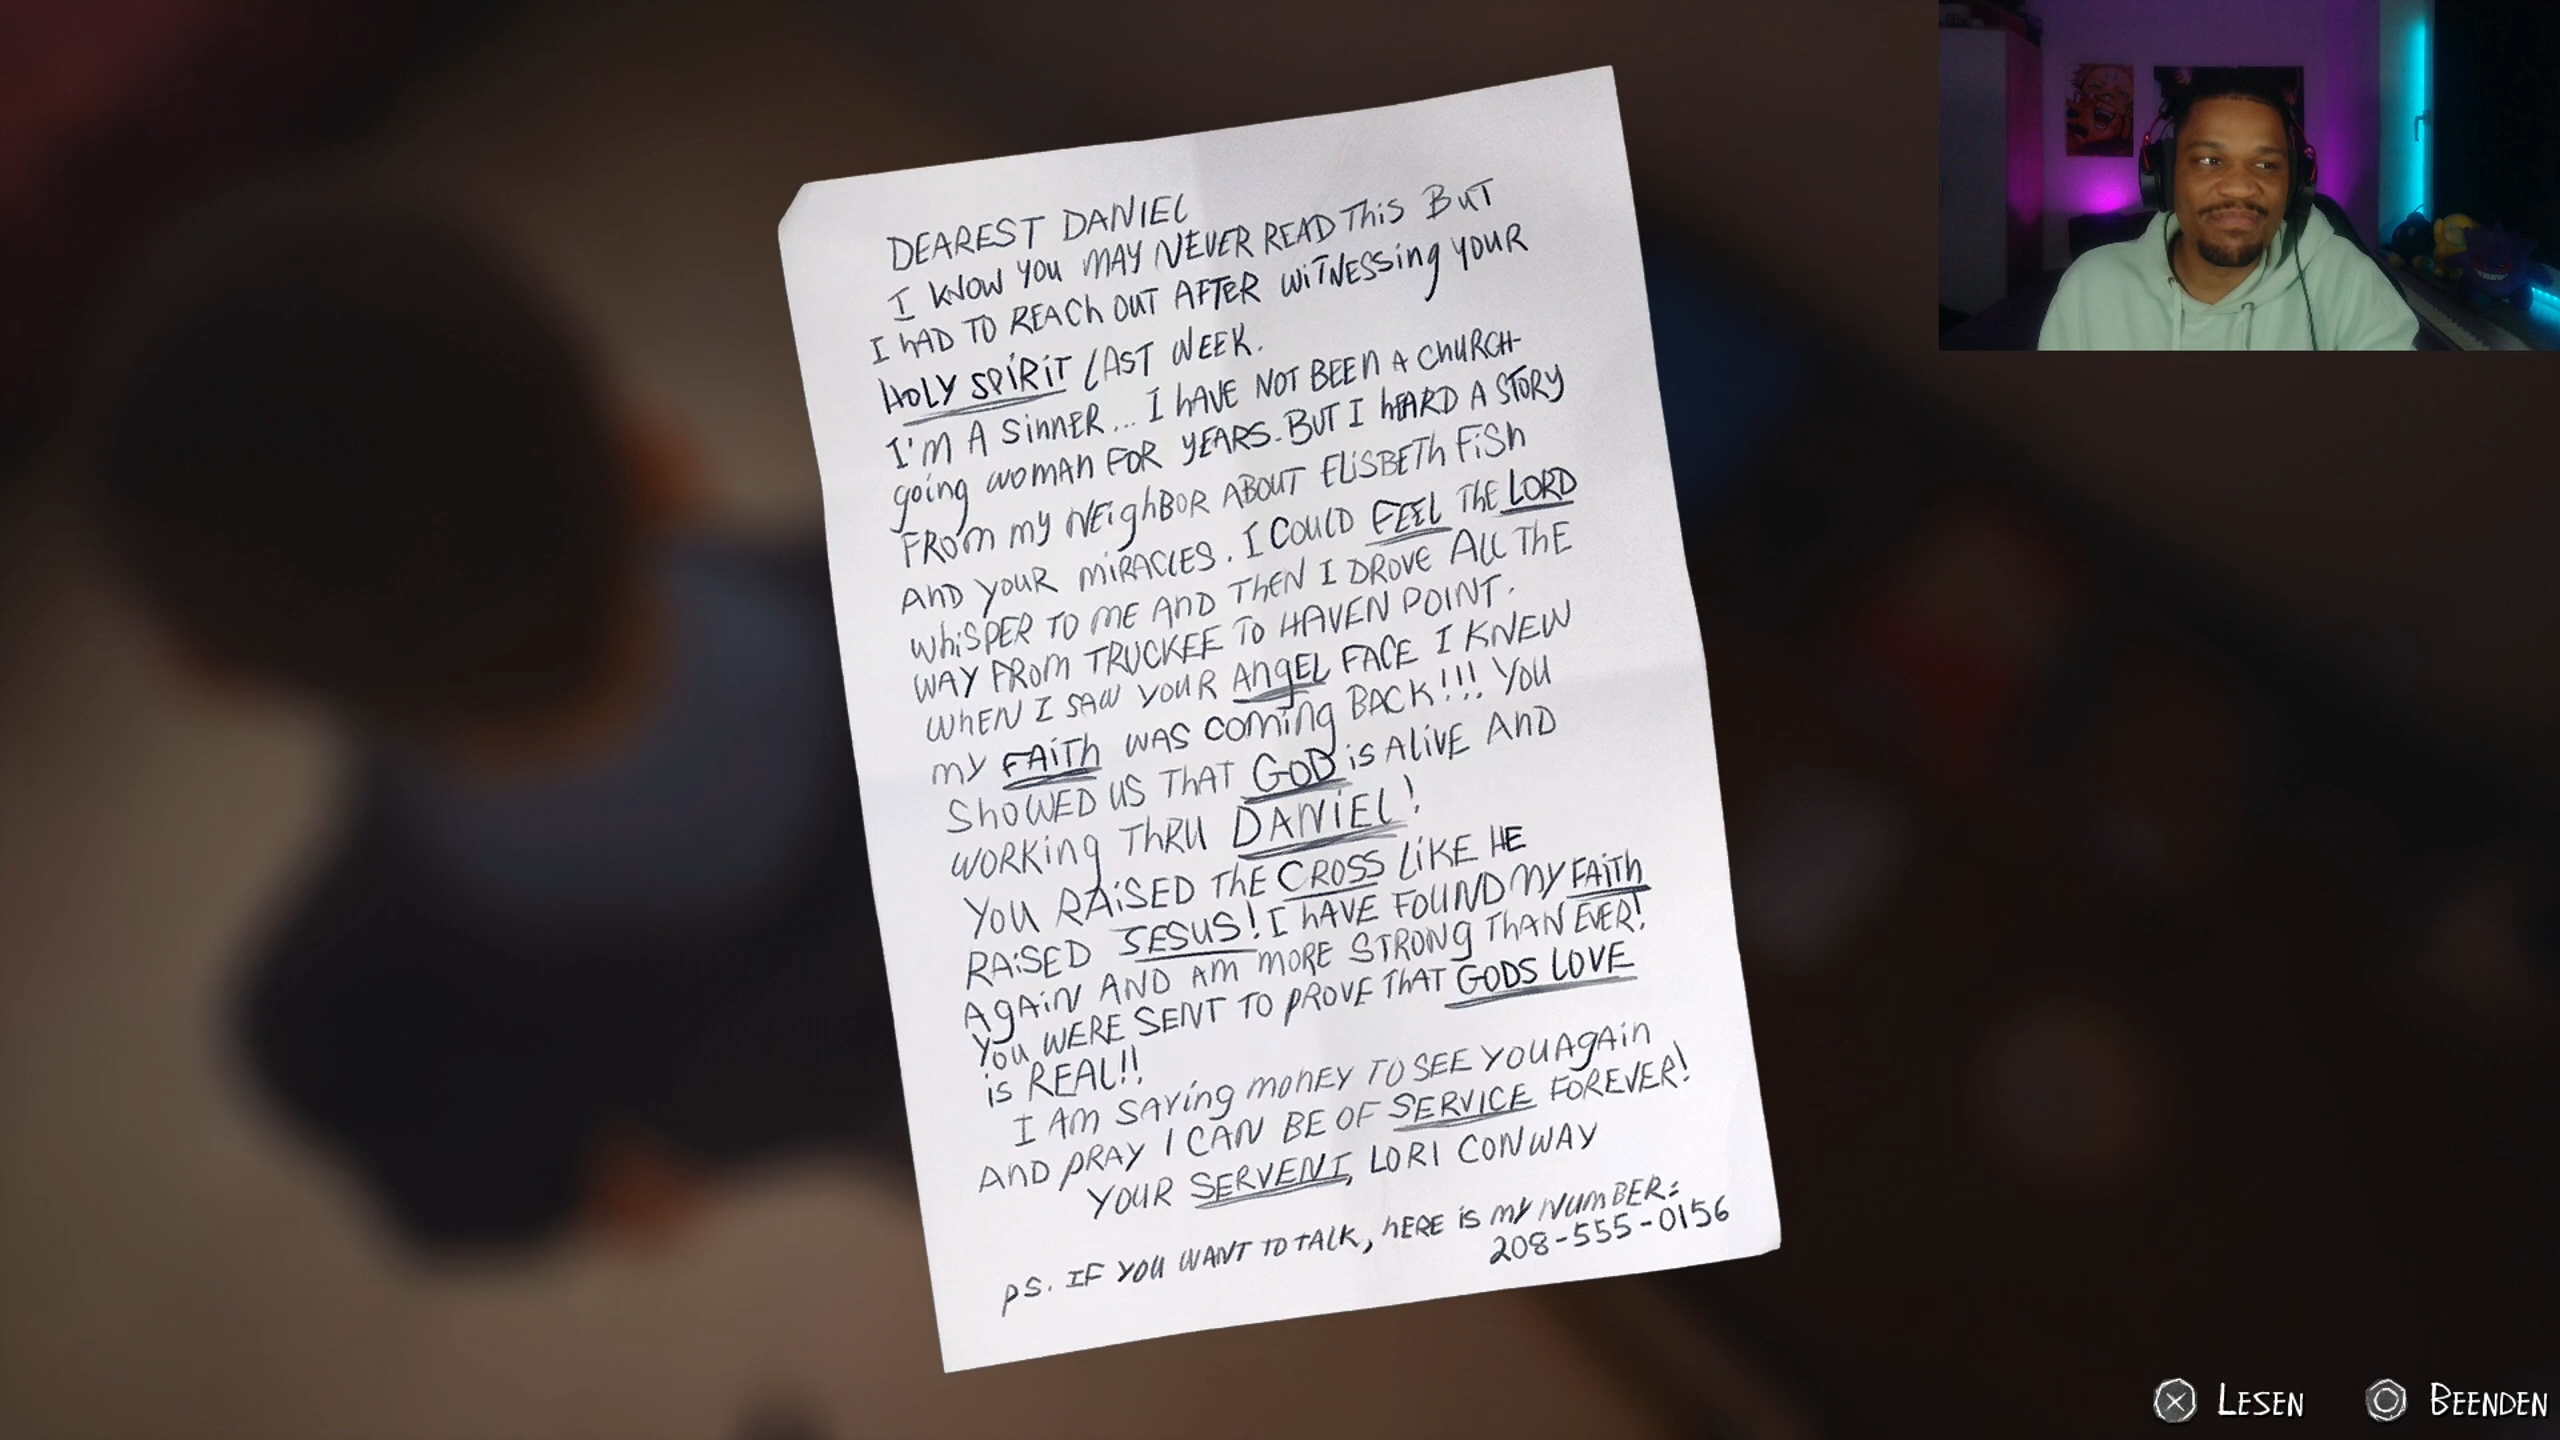 DEAREST DANIEL
I KNOW YOU MAY NEVER READ THIS BUT
I HAD TO REACH OUT AFTER WITNESSING YOUR
HOLY SPIRIT LAST WEEK.
I'M A SINNER... I HAVE NOT BEEN A CHURCH-
GOING WOMAN FOR YEARS. BUT I HEARD A STORY
FROM MY NEIGHBOR ABOUT ELISBETH FISH
AND YOUR MIRACLES. I COULD FEEL THE LORD
WHISPER TO ME AND THEN I DROVE ALL THE
WAY FROM TRUCKEE TO HAVEN POINT.
WHEN I SAW YOUR ANGEL FACE I KNEW
MY FAITH WAS COMING BACK!!! YOU
SHOWED US THAT GOD IS ALIVE AND
WORKING THRU DANIEL!
YOU RAISED THE CROSS LIKE HE
RAISED JESUS! I HAVE FOUND MY FAITH
AGAIN AND AM MORE STRONG THAN EVER!
YOU WERE SENT TO PROVE THAT GODS LOVE
IS REAL!!
I AM SAVING MONEY TO SEE YOU AGAIN
AND PRAY I CAN BE OF SERVICE FOREVER!
YOUR SERVENT, LORI CONWAY
PS. IF YOU WANT TO TALK, HERE IS MY NUMBER:
208-555-0156
LESEN BEENDEN